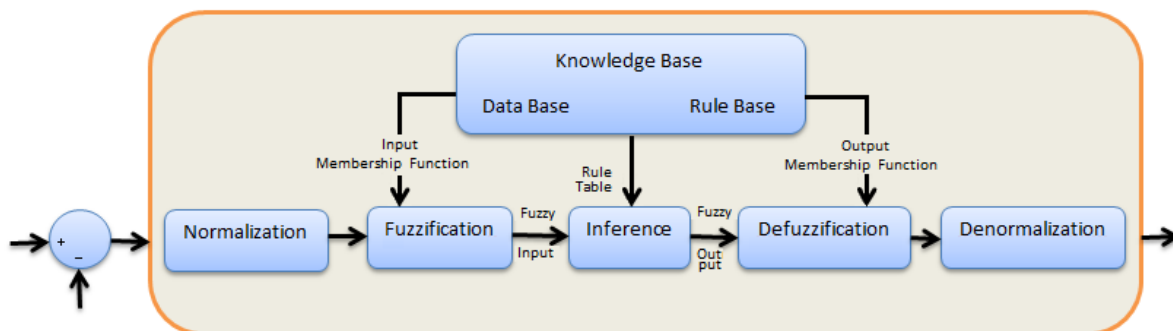 Knowledge Base
Data Base Rule Base
Input
Membership Function
Rule
Table
Output
Membership Function
+
−
Normalization
Fuzzification
Fuzzy
Input
Inference
Fuzzy
Out
put
Defuzzification
Denormalization